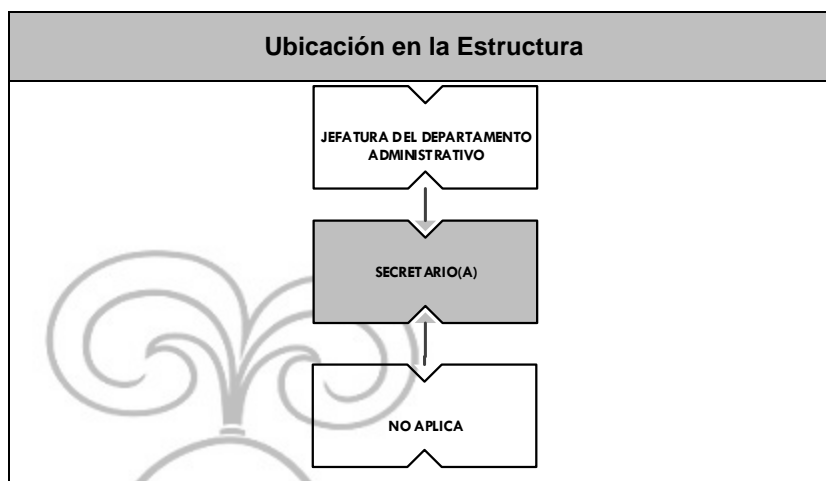 Ubicación en la Estructura
JEFATURA DEL DEPARTAMENTO
ADMINISTRATIVO
SECRETARIO(A)
NO APLICA